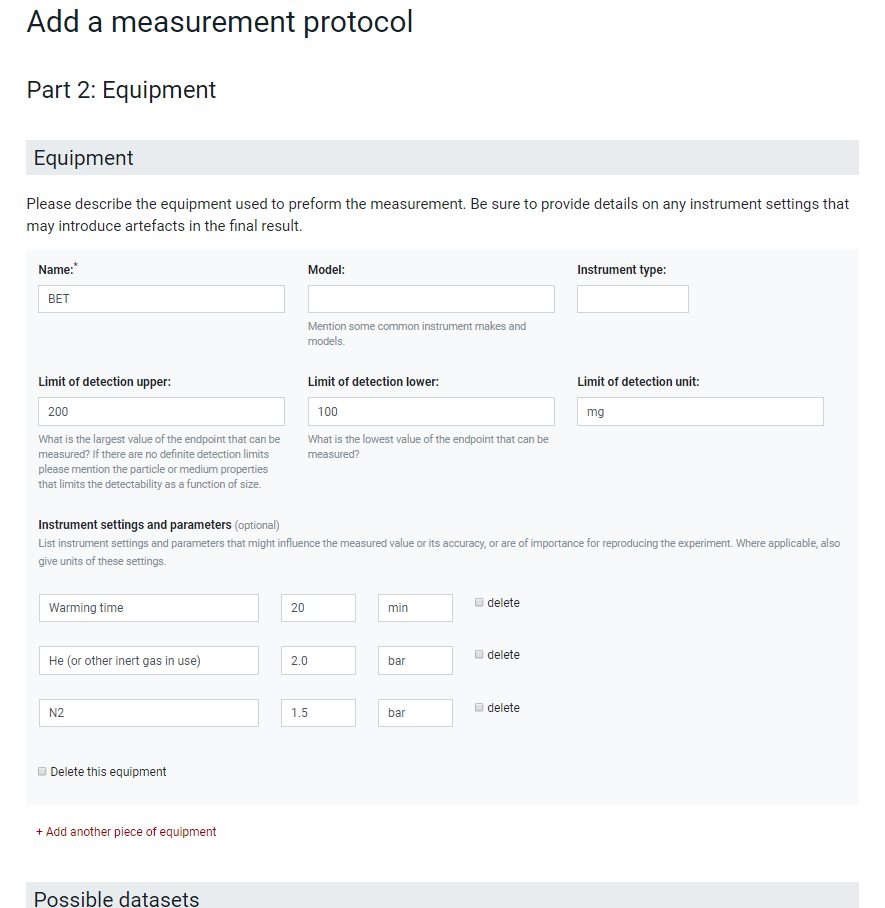 Add a measurement protocol
Part 2: Equipment
Equipment
Please describe the equipment used to preform the measurement. Be sure to provide details on any instrument settings that
may introduce artefacts in the final result.
Name:* Model: Instrument type:
BET
Mention some common instrument makes and
models.
Limit of detection upper: Limit of detection lower: Limit of detection unit:
200 100 mg
What is the largest value of the endpoint that can be
measured? If there are no definite detection limits
please mention the particle or medium properties
that limits the detectability as a function of size.
What is the lowest value of the endpoint that can be
measured?
Instrument settings and parameters (optional)
List instrument settings and parameters that might influence the measured value or its accuracy, or are of importance for reproducing the experiment. Where applicable, also
give units of these settings.
Warming time 20 min delete
He (or other inert gas in use) 2.0 bar delete
N2 1.5 bar delete
Delete this equipment
+ Add another piece of equipment
Possible datasets